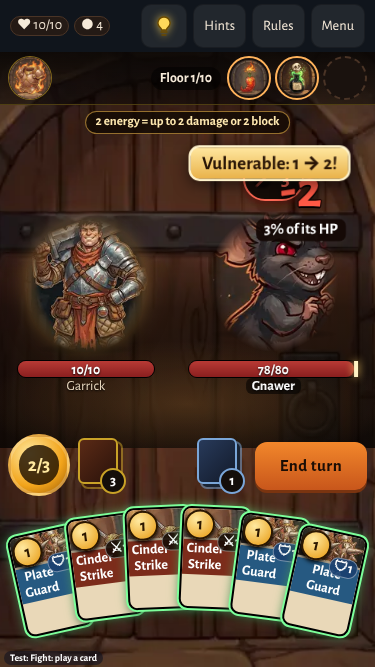 10/10
4
Hints
Rules
Menu
Floor 1/10
2 energy = up to 2 damage or 2 block
Vulnerable: 1 → 2!
-2
3% of its HP
10/10
78/80
Garrick
Gnawer
2/3
3
1
End turn
1
Plate
Guard
1
Cinder
Strike
1
Cinder
Strike
1
Cinder
Strike
1
Plate
Guard
1
1
Plate
Guard
Test: Fight: play a card